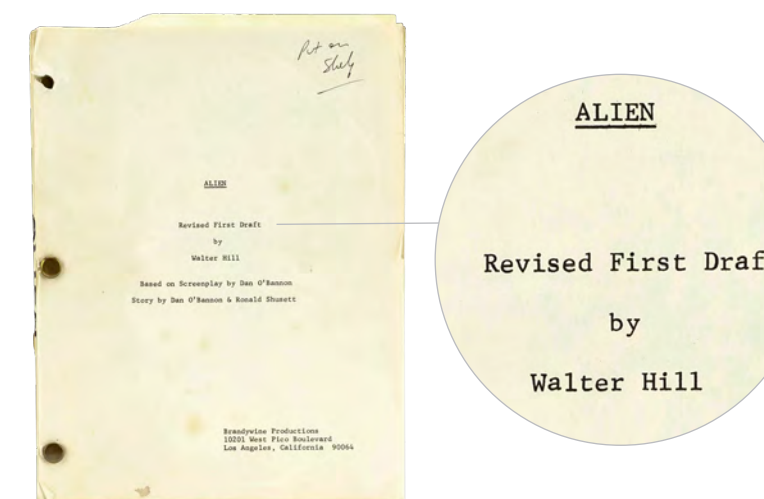 Put on
Shelf
ALIEN
Revised First Draft
by
Walter Hill
Based on Screenplay by Dan O'Bannon
Story by Dan O'Bannon & Ronald Shusett
Brandywine Productions
10201 West Pico Boulevard
Los Angeles, California 90064
ALIEN
Revised First Draf
by
Walter Hill